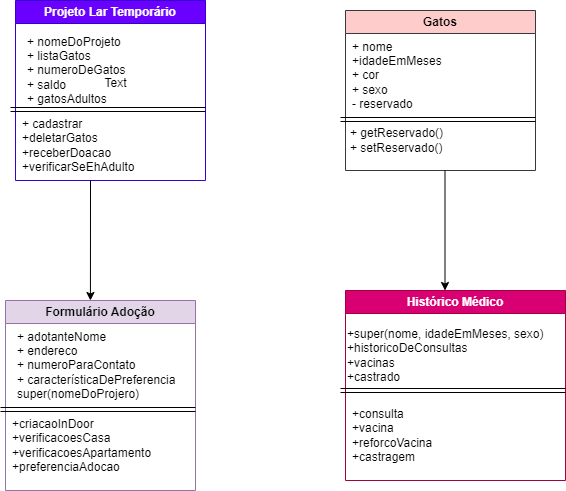 Projeto Lar Temporário
+ nomeDoProjeto
+ listaGatos
+ numeroDeGatos
+ saldo
Text
+ gatosAdultos
+ cadastrar
+deletarGatos
+receberDoacao
+verificarSeEhAdulto
Gatos
+ nome
+idadeEmMeses
+ cor
+ sexo
- reservado
+ getReservado()
+ setReservado()
Formulário Adoção
+ adotanteNome
+ endereco
+ numeroParaContato
+ característicaDePreferencia
super(nomeDoProjero)
+criacaoInDoor
+verificacoesCasa
+verificacoesApartamento
+preferenciaAdocao
Histórico Médico
+super(nome, idadeEmMeses, sexo)
+historicoDeConsultas
+vacinas
+castrado
+consulta
+vacina
+reforcoVacina
+castragem